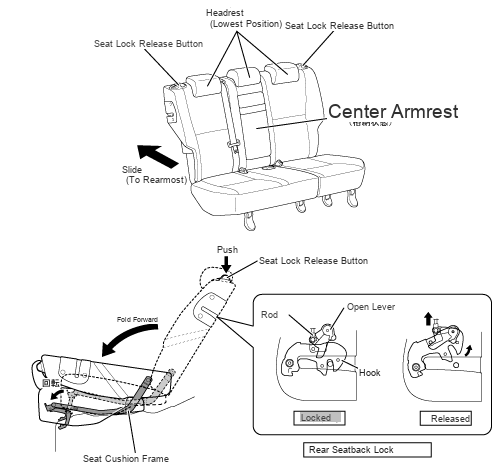 Headrest
(Lowest Position)
Seat Lock Release Button
Seat Lock Release Button
Center Armrest
Slide
(To Rearmost)
Push
Seat Lock Release Button
Fold Forward
Rod
Open Lever
Hook
Locked
Released
Seat Cushion Frame
Rear Seatback Lock